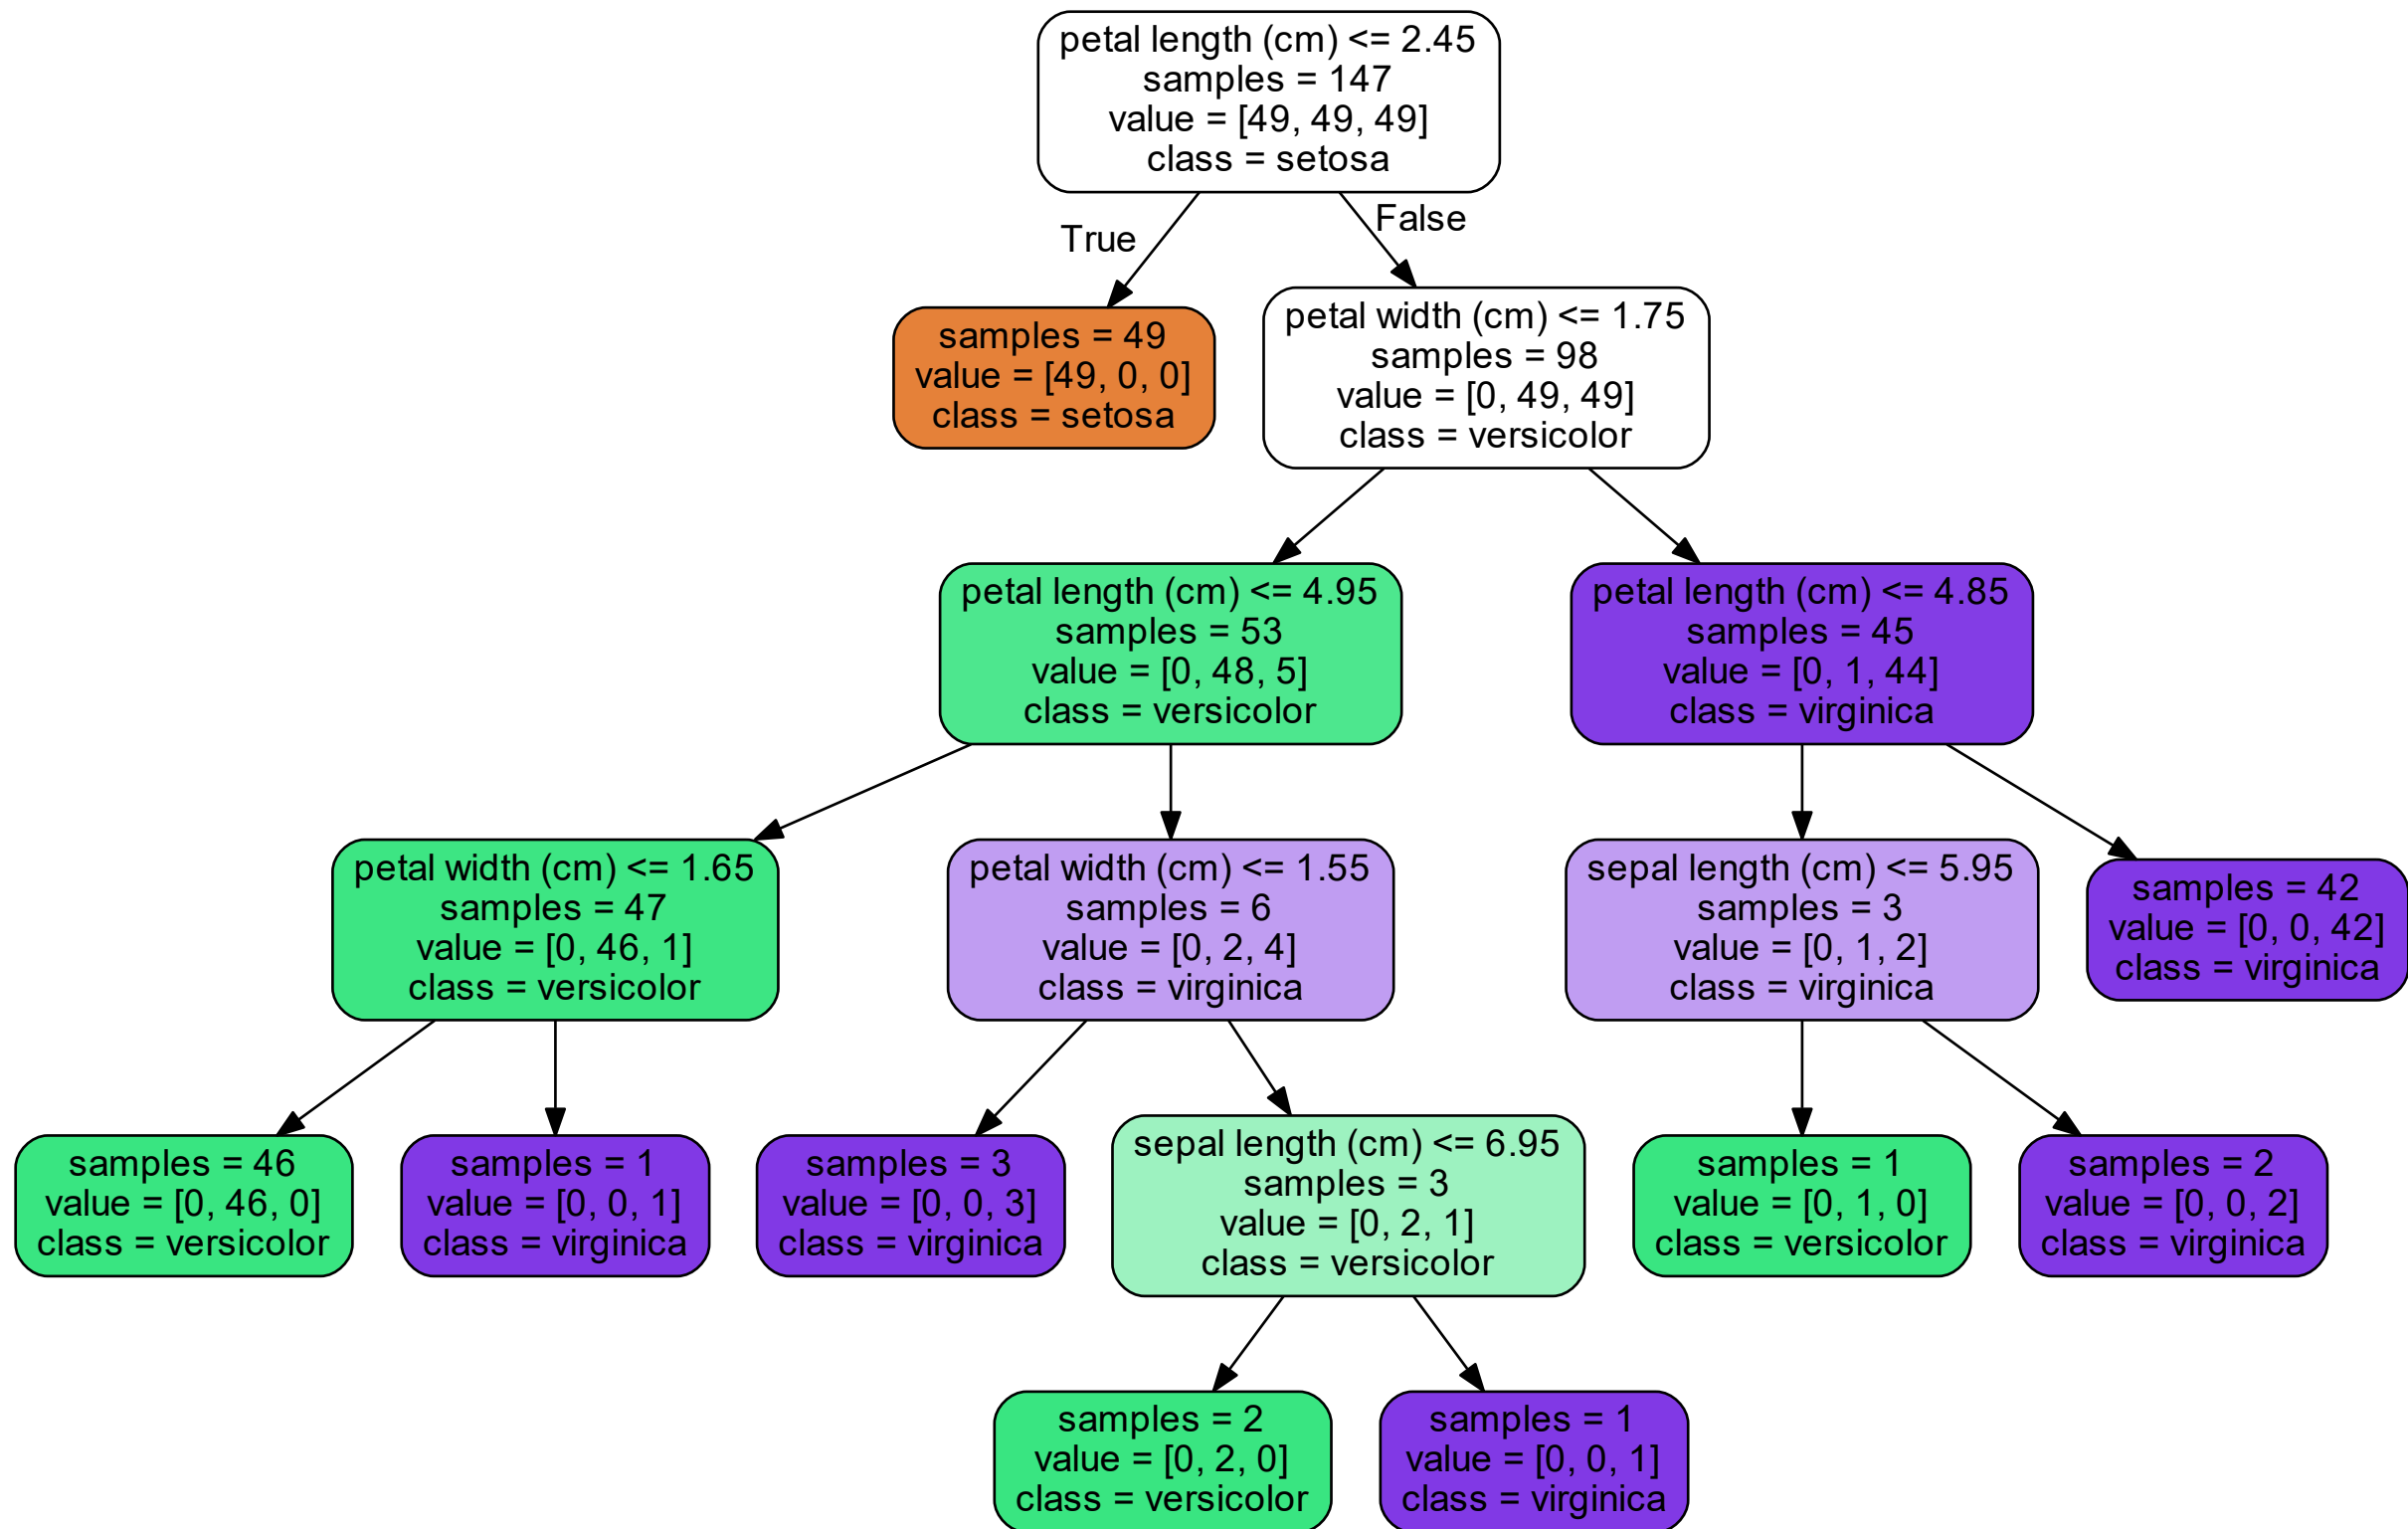 petal length (cm) <= 2.45
samples = 147
value = [49, 49, 49]
class = setosa
True
False
samples = 49
value = [49, 0, 0]
class = setosa
petal width (cm) <= 1.75
samples = 98
value = [0, 49, 49]
class = versicolor
petal length (cm) <= 4.95
samples = 53
value = [0, 48, 5]
class = versicolor
petal length (cm) <= 4.85
samples = 45
value = [0, 1, 44]
class = virginica
petal width (cm) <= 1.65
samples = 47
value = [0, 46, 1]
class = versicolor
petal width (cm) <= 1.55
samples = 6
value = [0, 2, 4]
class = virginica
sepal length (cm) <= 5.95
samples = 3
value = [0, 1, 2]
class = virginica
samples = 42
value = [0, 0, 42]
class = virginica
samples = 46
value = [0, 46, 0]
class = versicolor
samples = 1
value = [0, 0, 1]
class = virginica
samples = 3
value = [0, 0, 3]
class = virginica
sepal length (cm) <= 6.95
samples = 3
value = [0, 2, 1]
class = versicolor
samples = 1
value = [0, 1, 0]
class = versicolor
samples = 2
value = [0, 0, 2]
class = virginica
samples = 2
value = [0, 2, 0]
class = versicolor
samples = 1
value = [0, 0, 1]
class = virginica